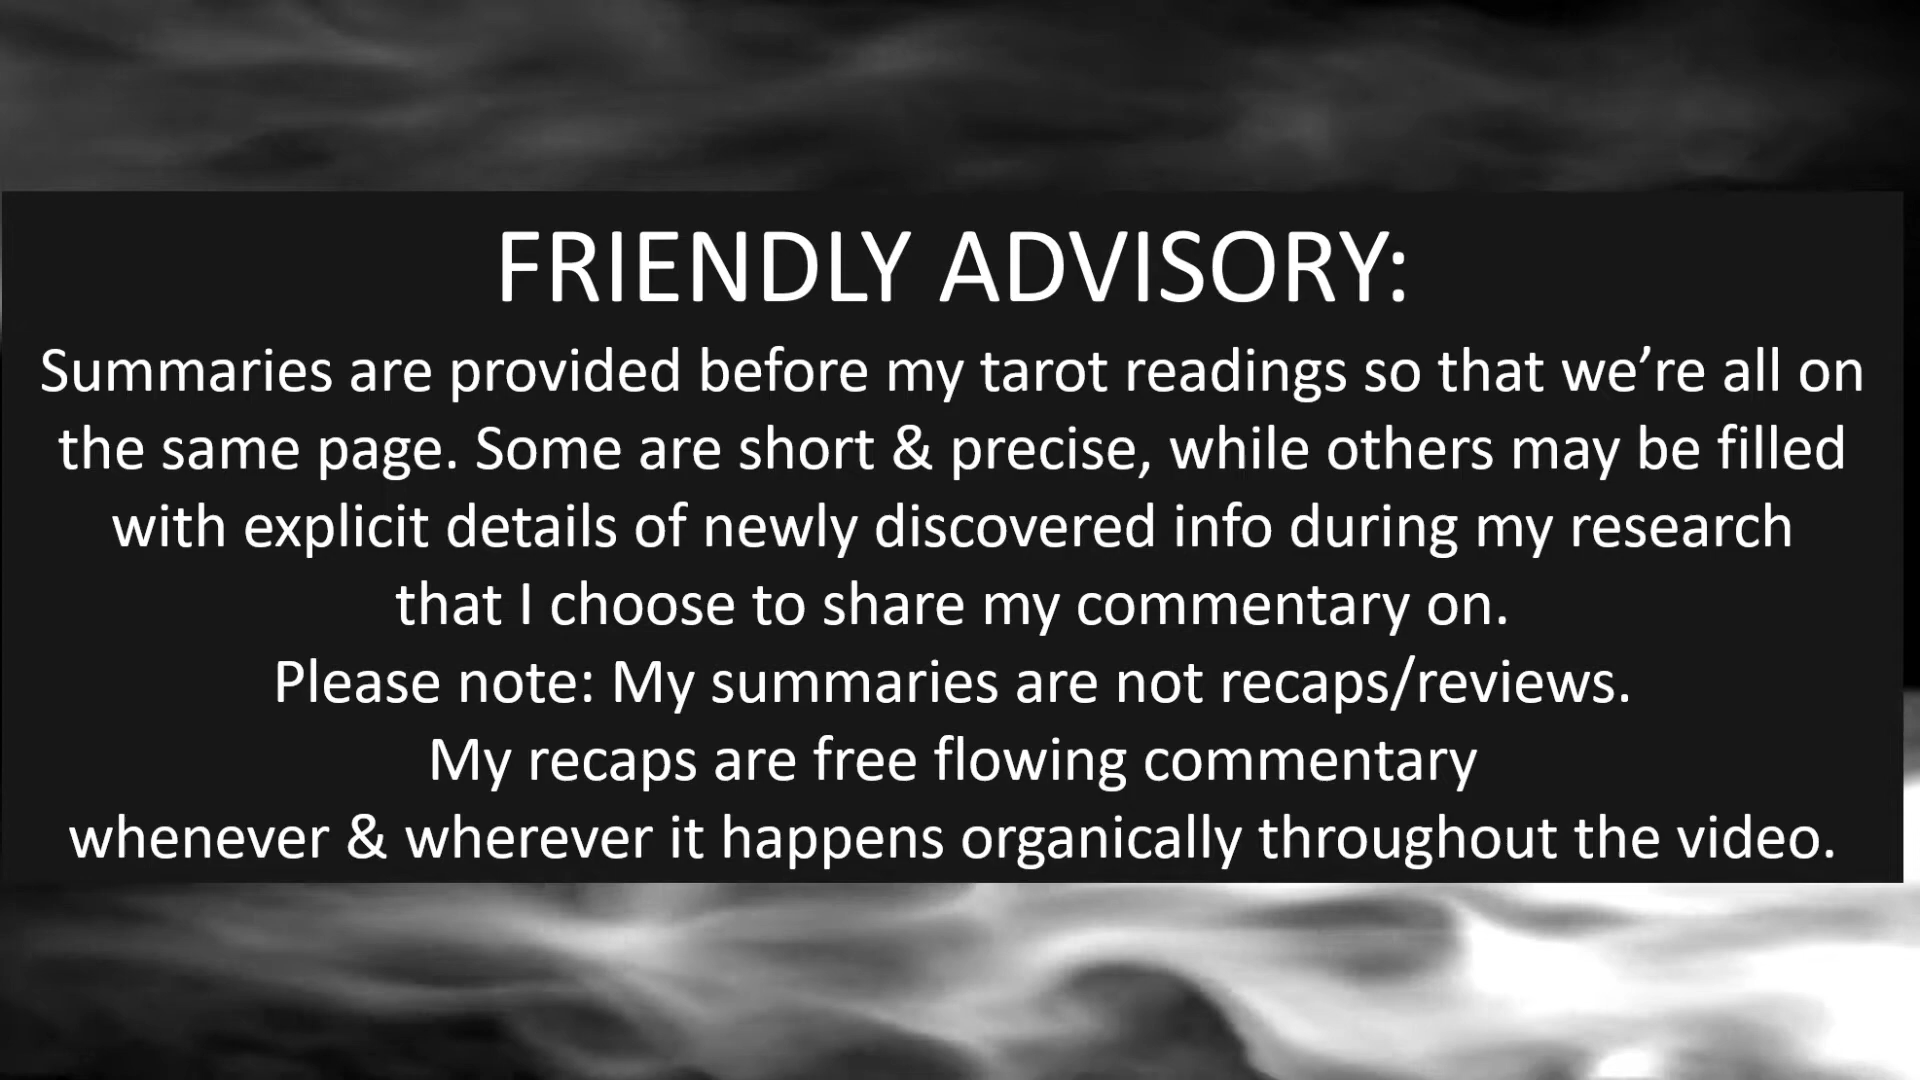 FRIENDLY ADVISORY:
Summaries are provided before my tarot readings so that we’re all on
the same page. Some are short & precise, while others may be filled
with explicit details of newly discovered info during my research
that I choose to share my commentary on.
Please note: My summaries are not recaps/reviews.
My recaps are free flowing commentary
whenever & wherever it happens organically throughout the video.